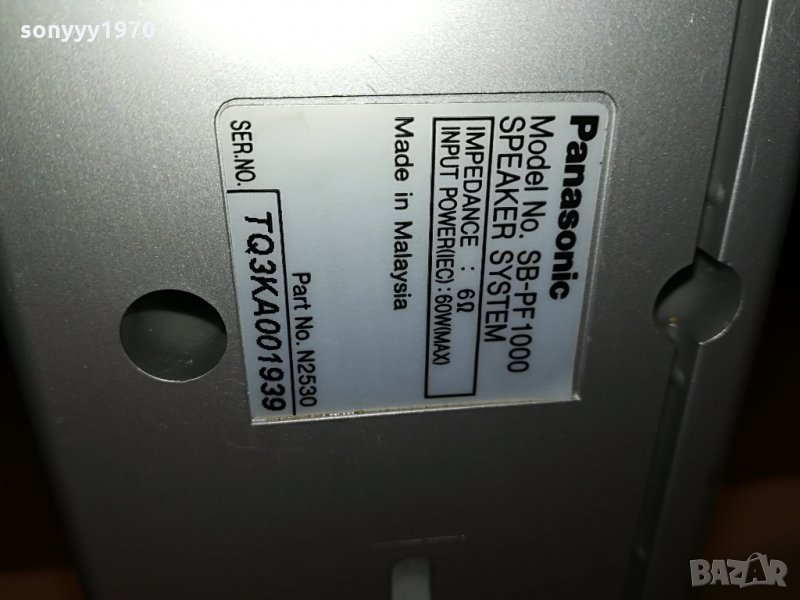 sonyyy1970
Panasonic
Model No. SB-PF1000
SPEAKER SYSTEM
IMPEDANCE : 6Ω
INPUT POWER(IEC) : 60W(MAX)
Made in Malaysia
Part No. N2530
SER.NO. TQ3KA001939
BAZAR